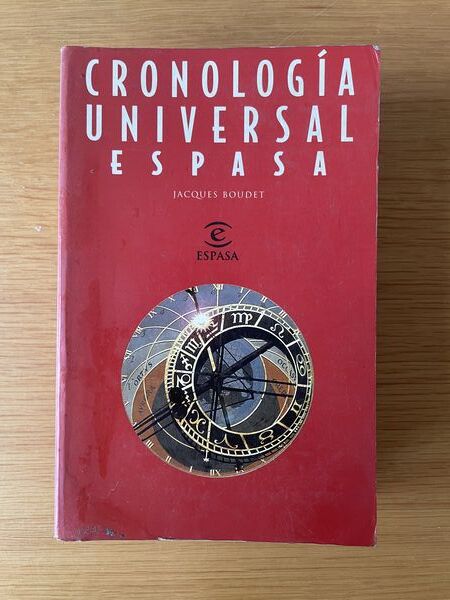 CRONOLOGÍA
UNIVERSAL
ESPASA
JACQUES BOUDET
ESPASA